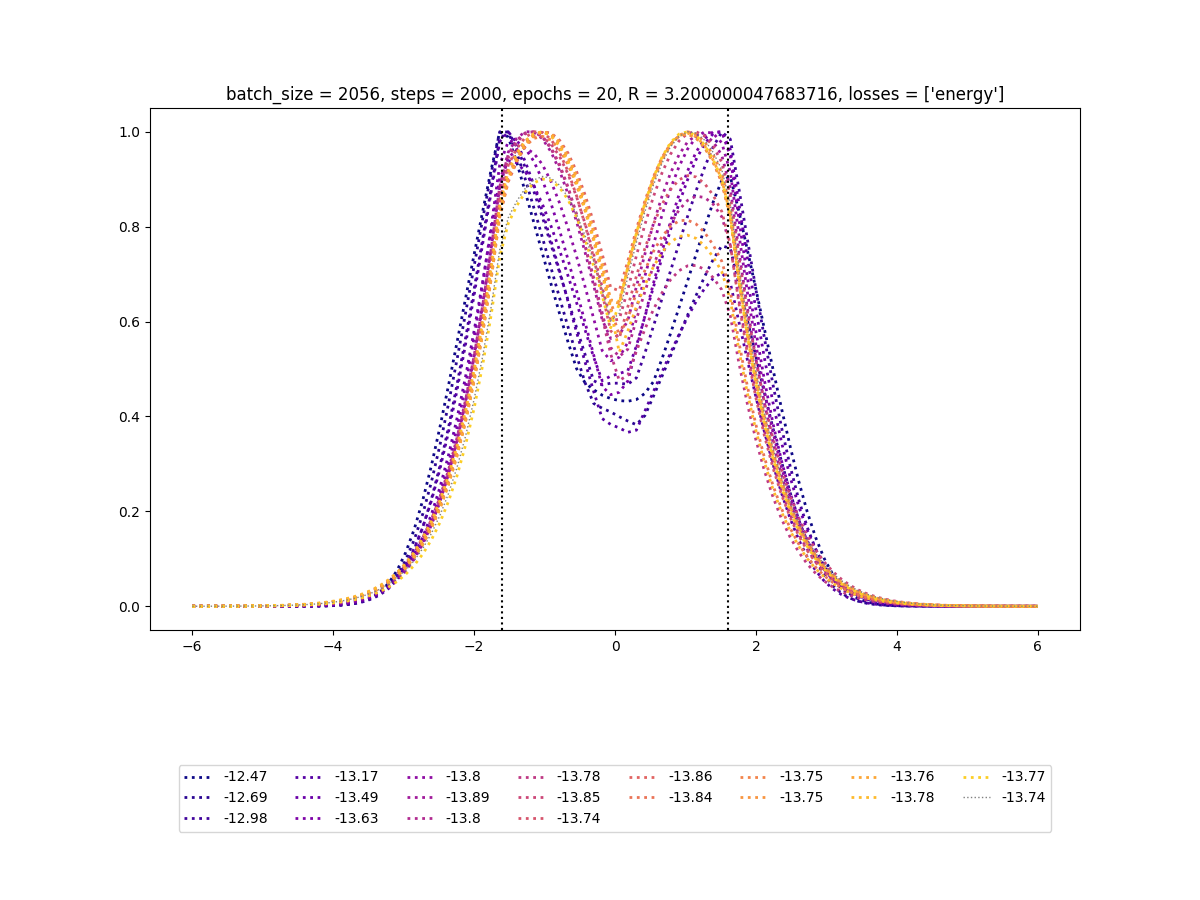 batch_size = 2056, steps = 2000, epochs = 20, R = 3.200000047683716, losses = ['energy']
1.0
0.8
0.6
0.4
0.2
0.0
−6 −4 −2 0 2 4 6
-12.47 -13.17 -13.8 -13.78 -13.86 -13.75 -13.76 -13.77
-12.69 -13.49 -13.89 -13.85 -13.84 -13.75 -13.78 -13.74
-12.98 -13.63 -13.8 -13.74